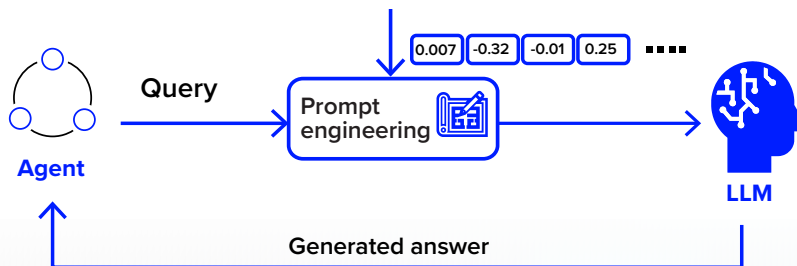 0.007 -0.32 -0.01 0.25
Query
Prompt
engineering
Agent
LLM
Generated answer